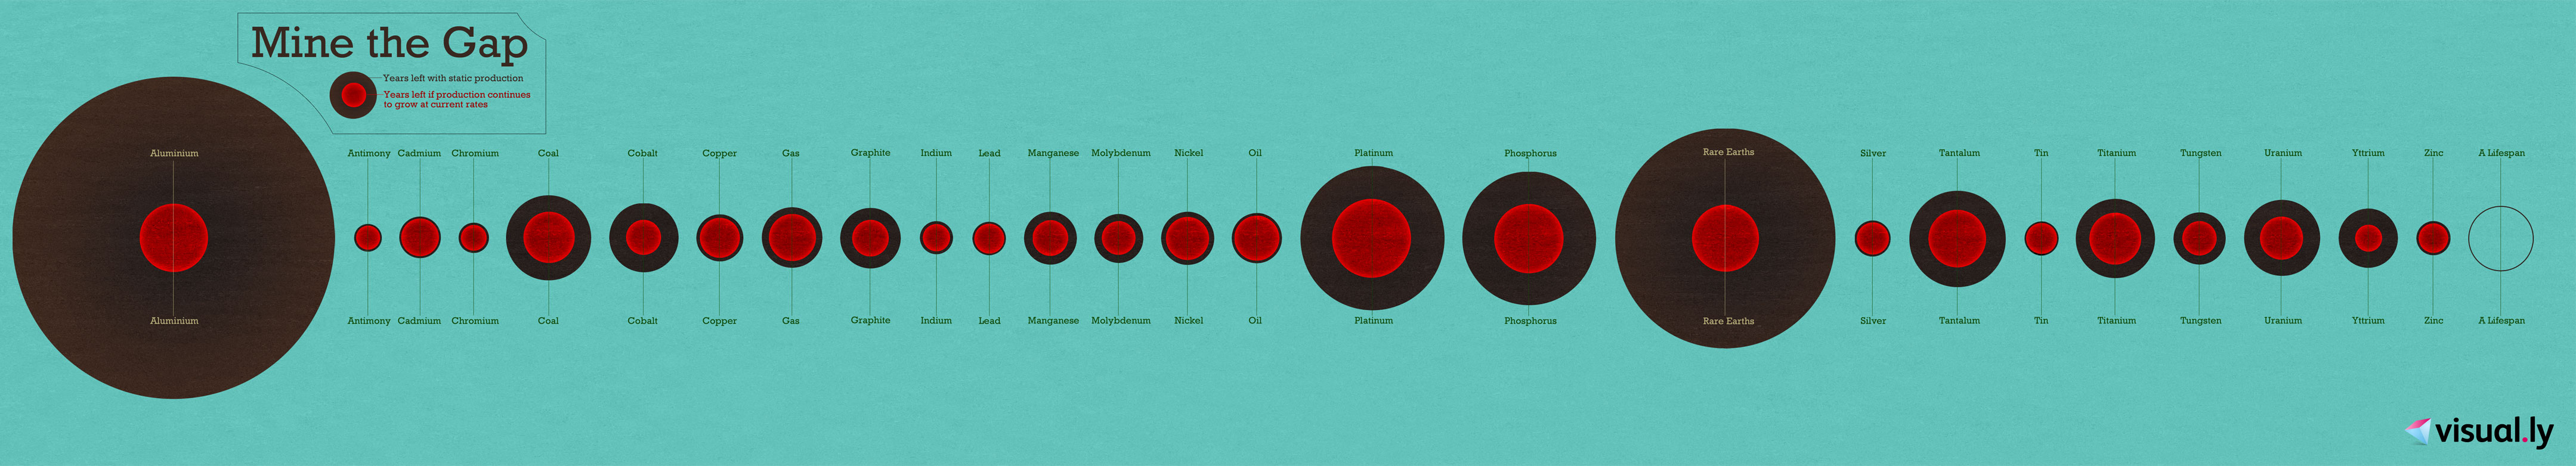 Mine the Gap
Years left with static production
Years left if production continues
to grow at current rates
Aluminium Antimony Cadmium Chromium Coal Cobalt Copper Gas Graphite Indium Lead Manganese Molybdenum Nickel Oil Platinum Phosphorus Rare Earths Silver Tantalum Tin Titanium Tungsten Uranium Yttrium Zinc A Lifespan
Aluminium Antimony Cadmium Chromium Coal Cobalt Copper Gas Graphite Indium Lead Manganese Molybdenum Nickel Oil Platinum Phosphorus Rare Earths Silver Tantalum Tin Titanium Tungsten Uranium Yttrium Zinc A Lifespan
visual.ly